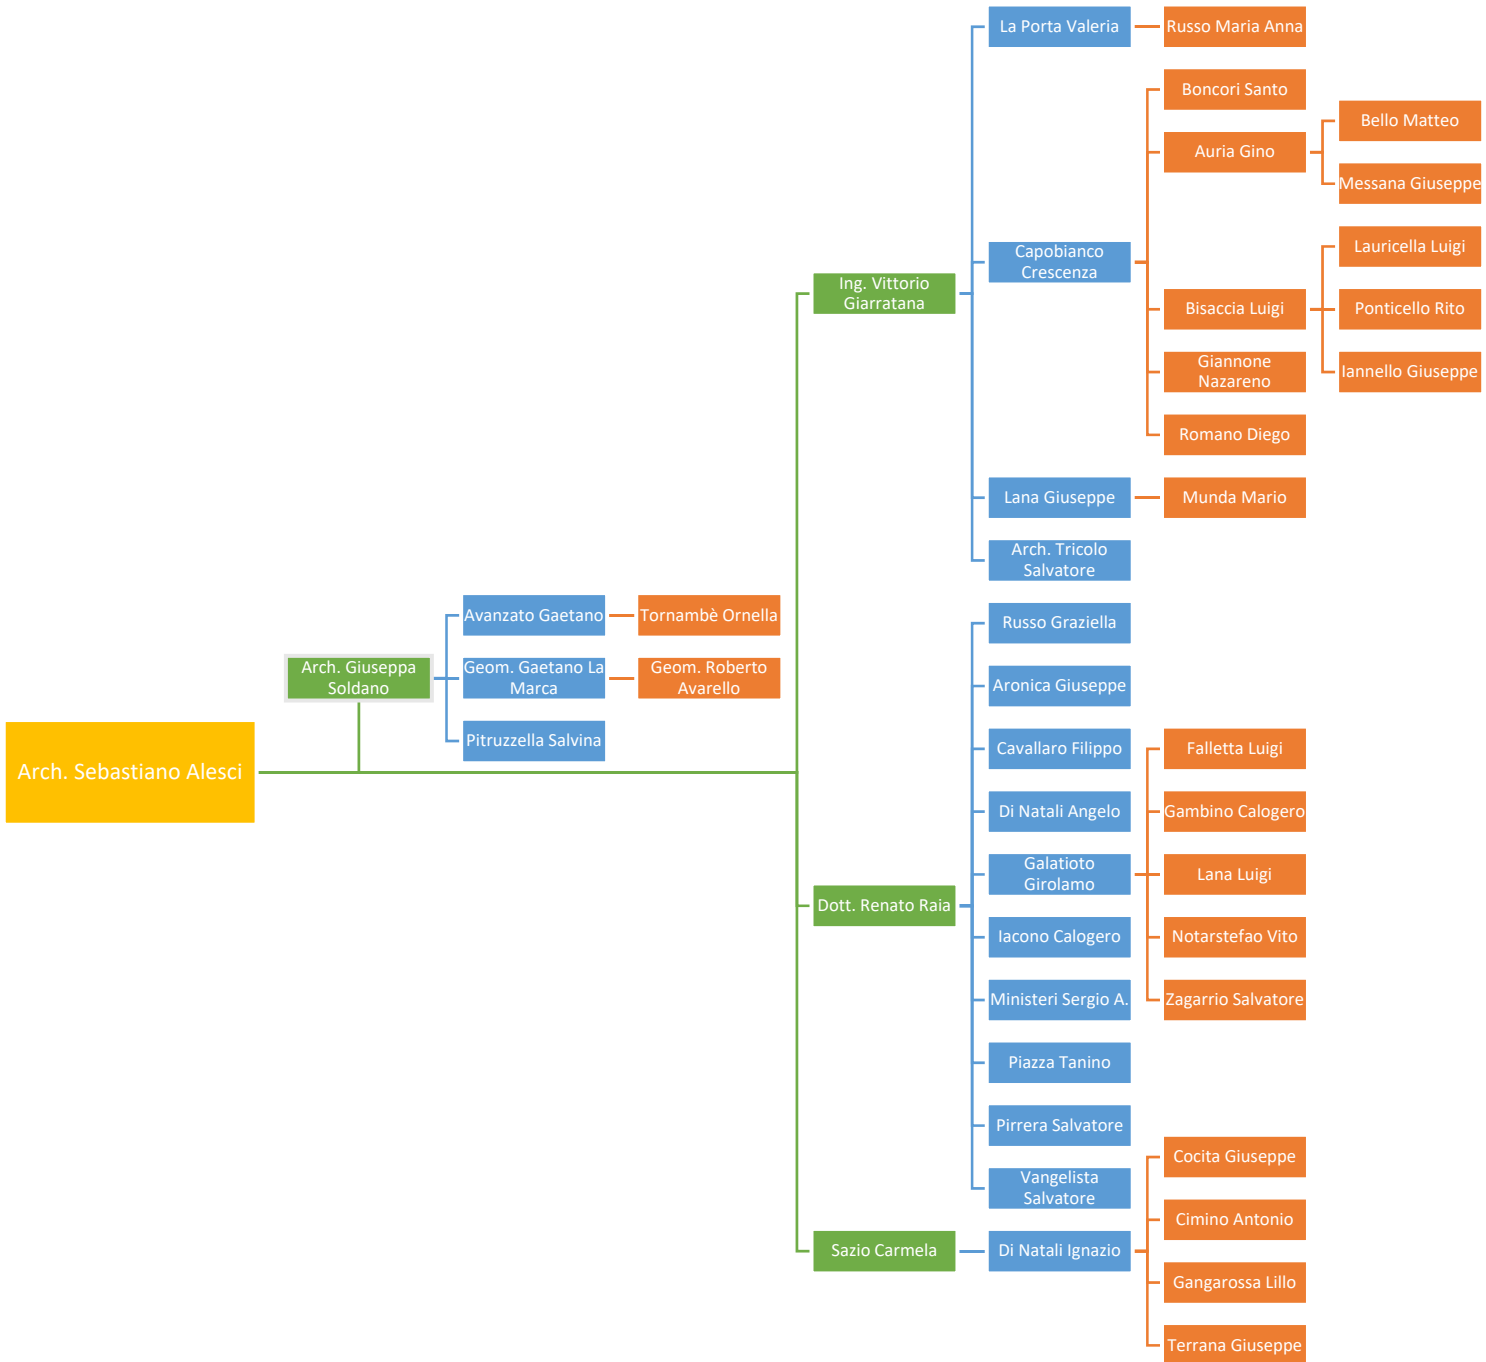 Arch. Sebastiano Alesci
Arch. Giuseppa
Soldano
Avanzato Gaetano
Tornambè Ornella
Geom. Gaetano La
Marca
Geom. Roberto
Avarello
Pitruzzella Salvina
Ing. Vittorio
Giarratana
La Porta Valeria
Russo Maria Anna
Capobianco
Crescenza
Boncori Santo
Auria Gino
Bello Matteo
Messana Giuseppe
Bisaccia Luigi
Lauricella Luigi
Ponticello Rito
Iannello Giuseppe
Giannone
Nazareno
Romano Diego
Lana Giuseppe
Munda Mario
Arch. Tricolo
Salvatore
Dott. Renato Raia
Russo Graziella
Aronica Giuseppe
Cavallaro Filippo
Di Natali Angelo
Galatioto
Girolamo
Falletta Luigi
Gambino Calogero
Lana Luigi
Notarstefao Vito
Zagarrio Salvatore
Iacono Calogero
Ministeri Sergio A.
Piazza Tanino
Pirrera Salvatore
Vangelista
Salvatore
Sazio Carmela
Di Natali Ignazio
Cocita Giuseppe
Cimino Antonio
Gangarossa Lillo
Terrana Giuseppe